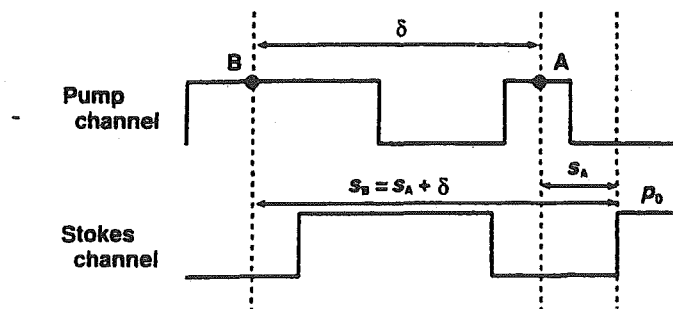 δ
B
A
Pump
channel
s_A
s_B = s_A + δ
p_0
Stokes
channel